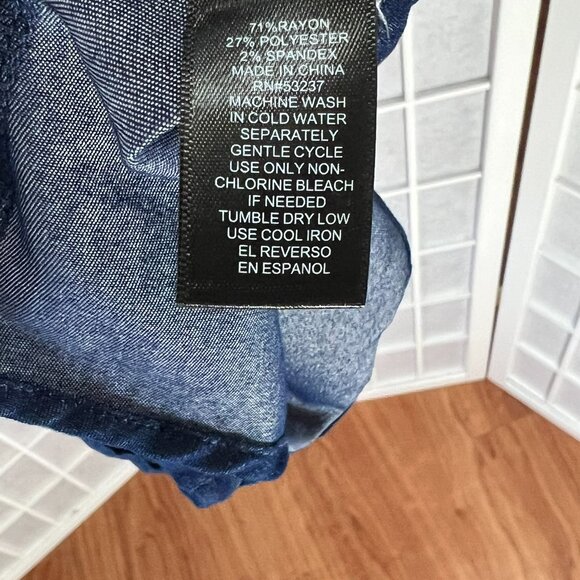 71%RAYON
27% POLYESTER
2% SPANDEX
MADE IN CHINA
RN#53237
MACHINE WASH
IN COLD WATER
SEPARATELY
GENTLE CYCLE
USE ONLY NON-
CHLORINE BLEACH
IF NEEDED
TUMBLE DRY LOW
USE COOL IRON
EL REVERSO
EN ESPANOL